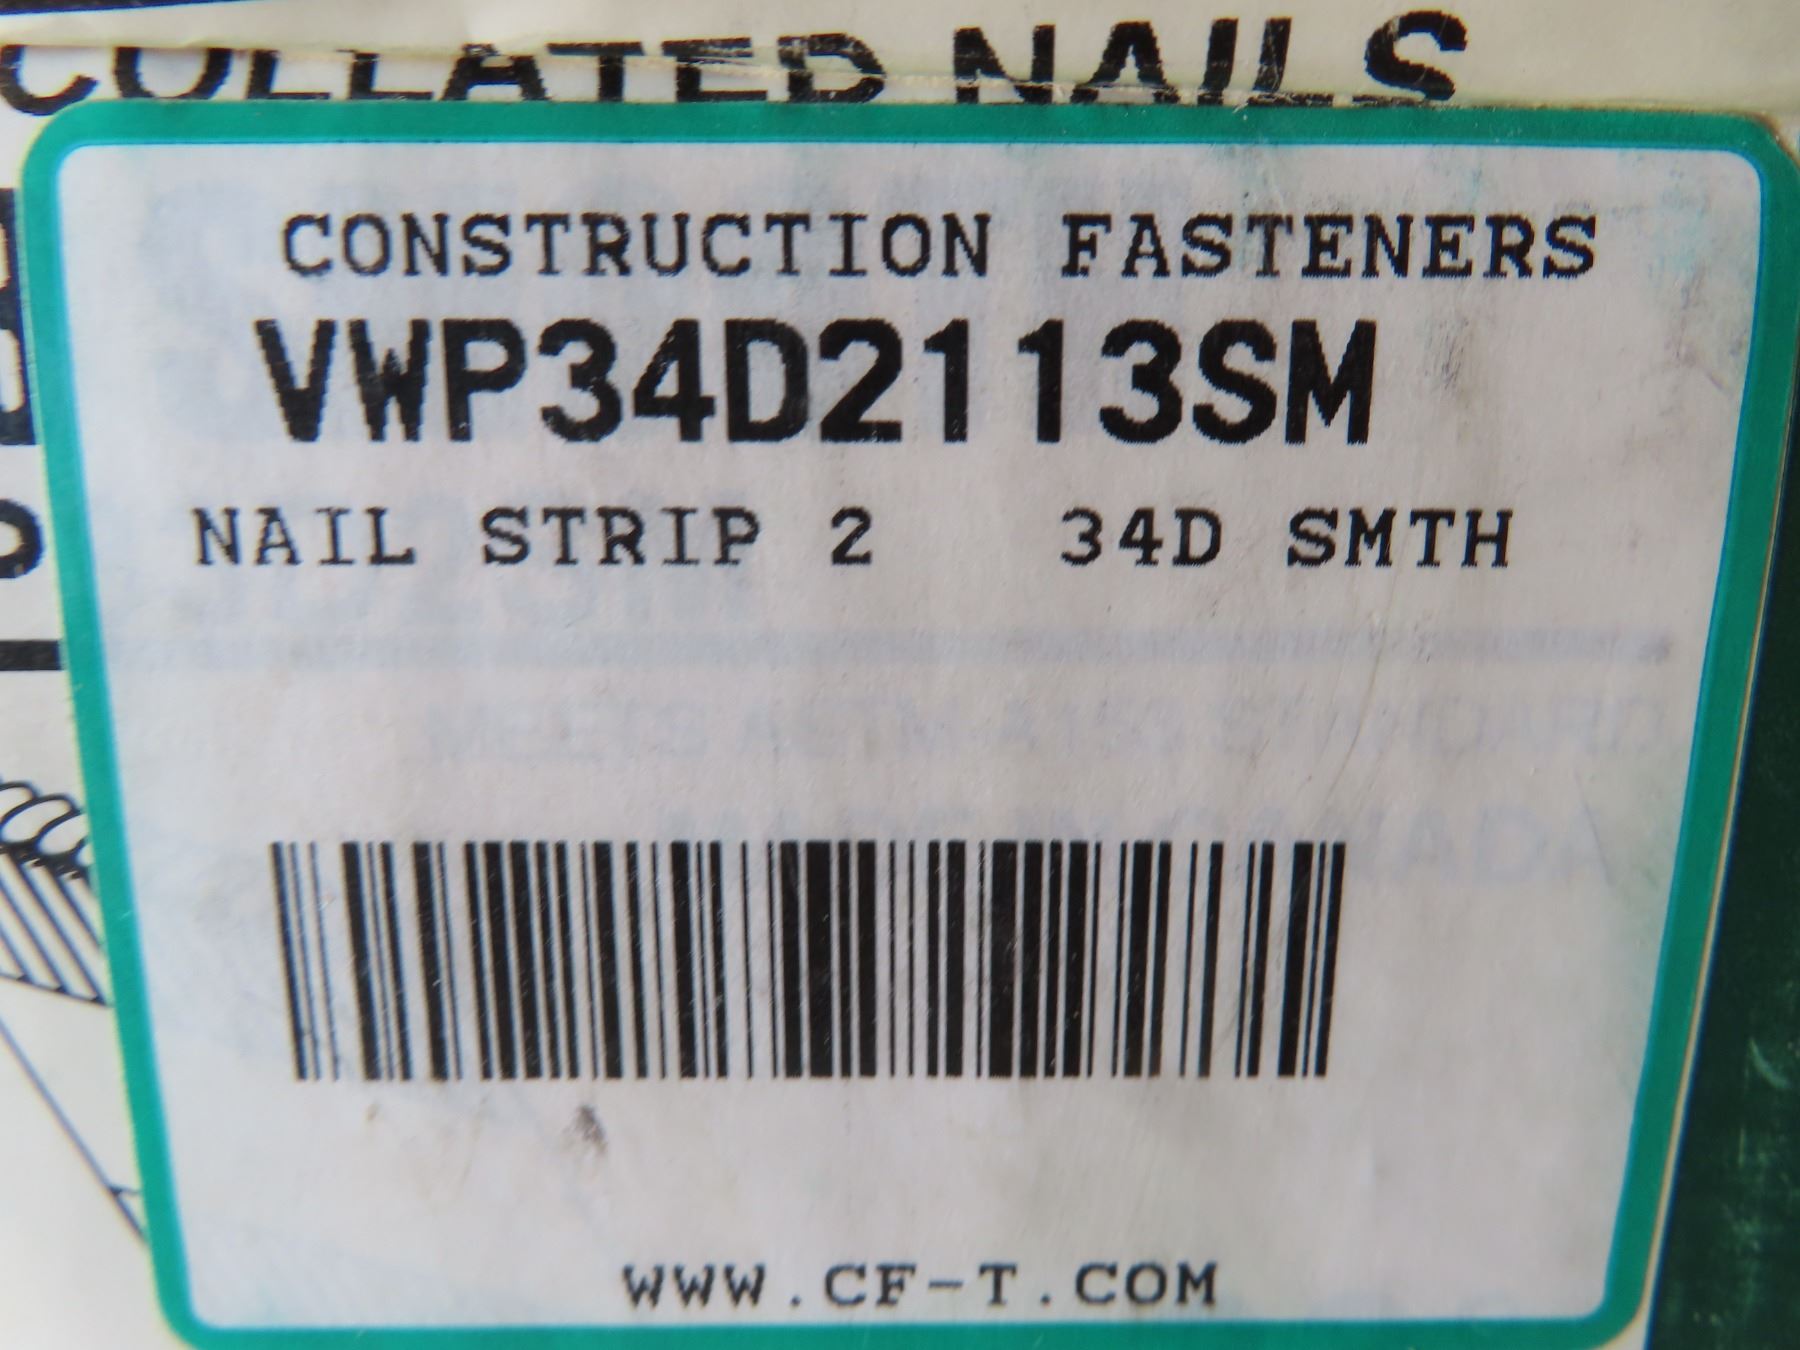 COLLATED NAILS
CONSTRUCTION FASTENERS
VWP34D2113SM
NAIL STRIP 2 34D SMTH
WWW.CF-T.COM